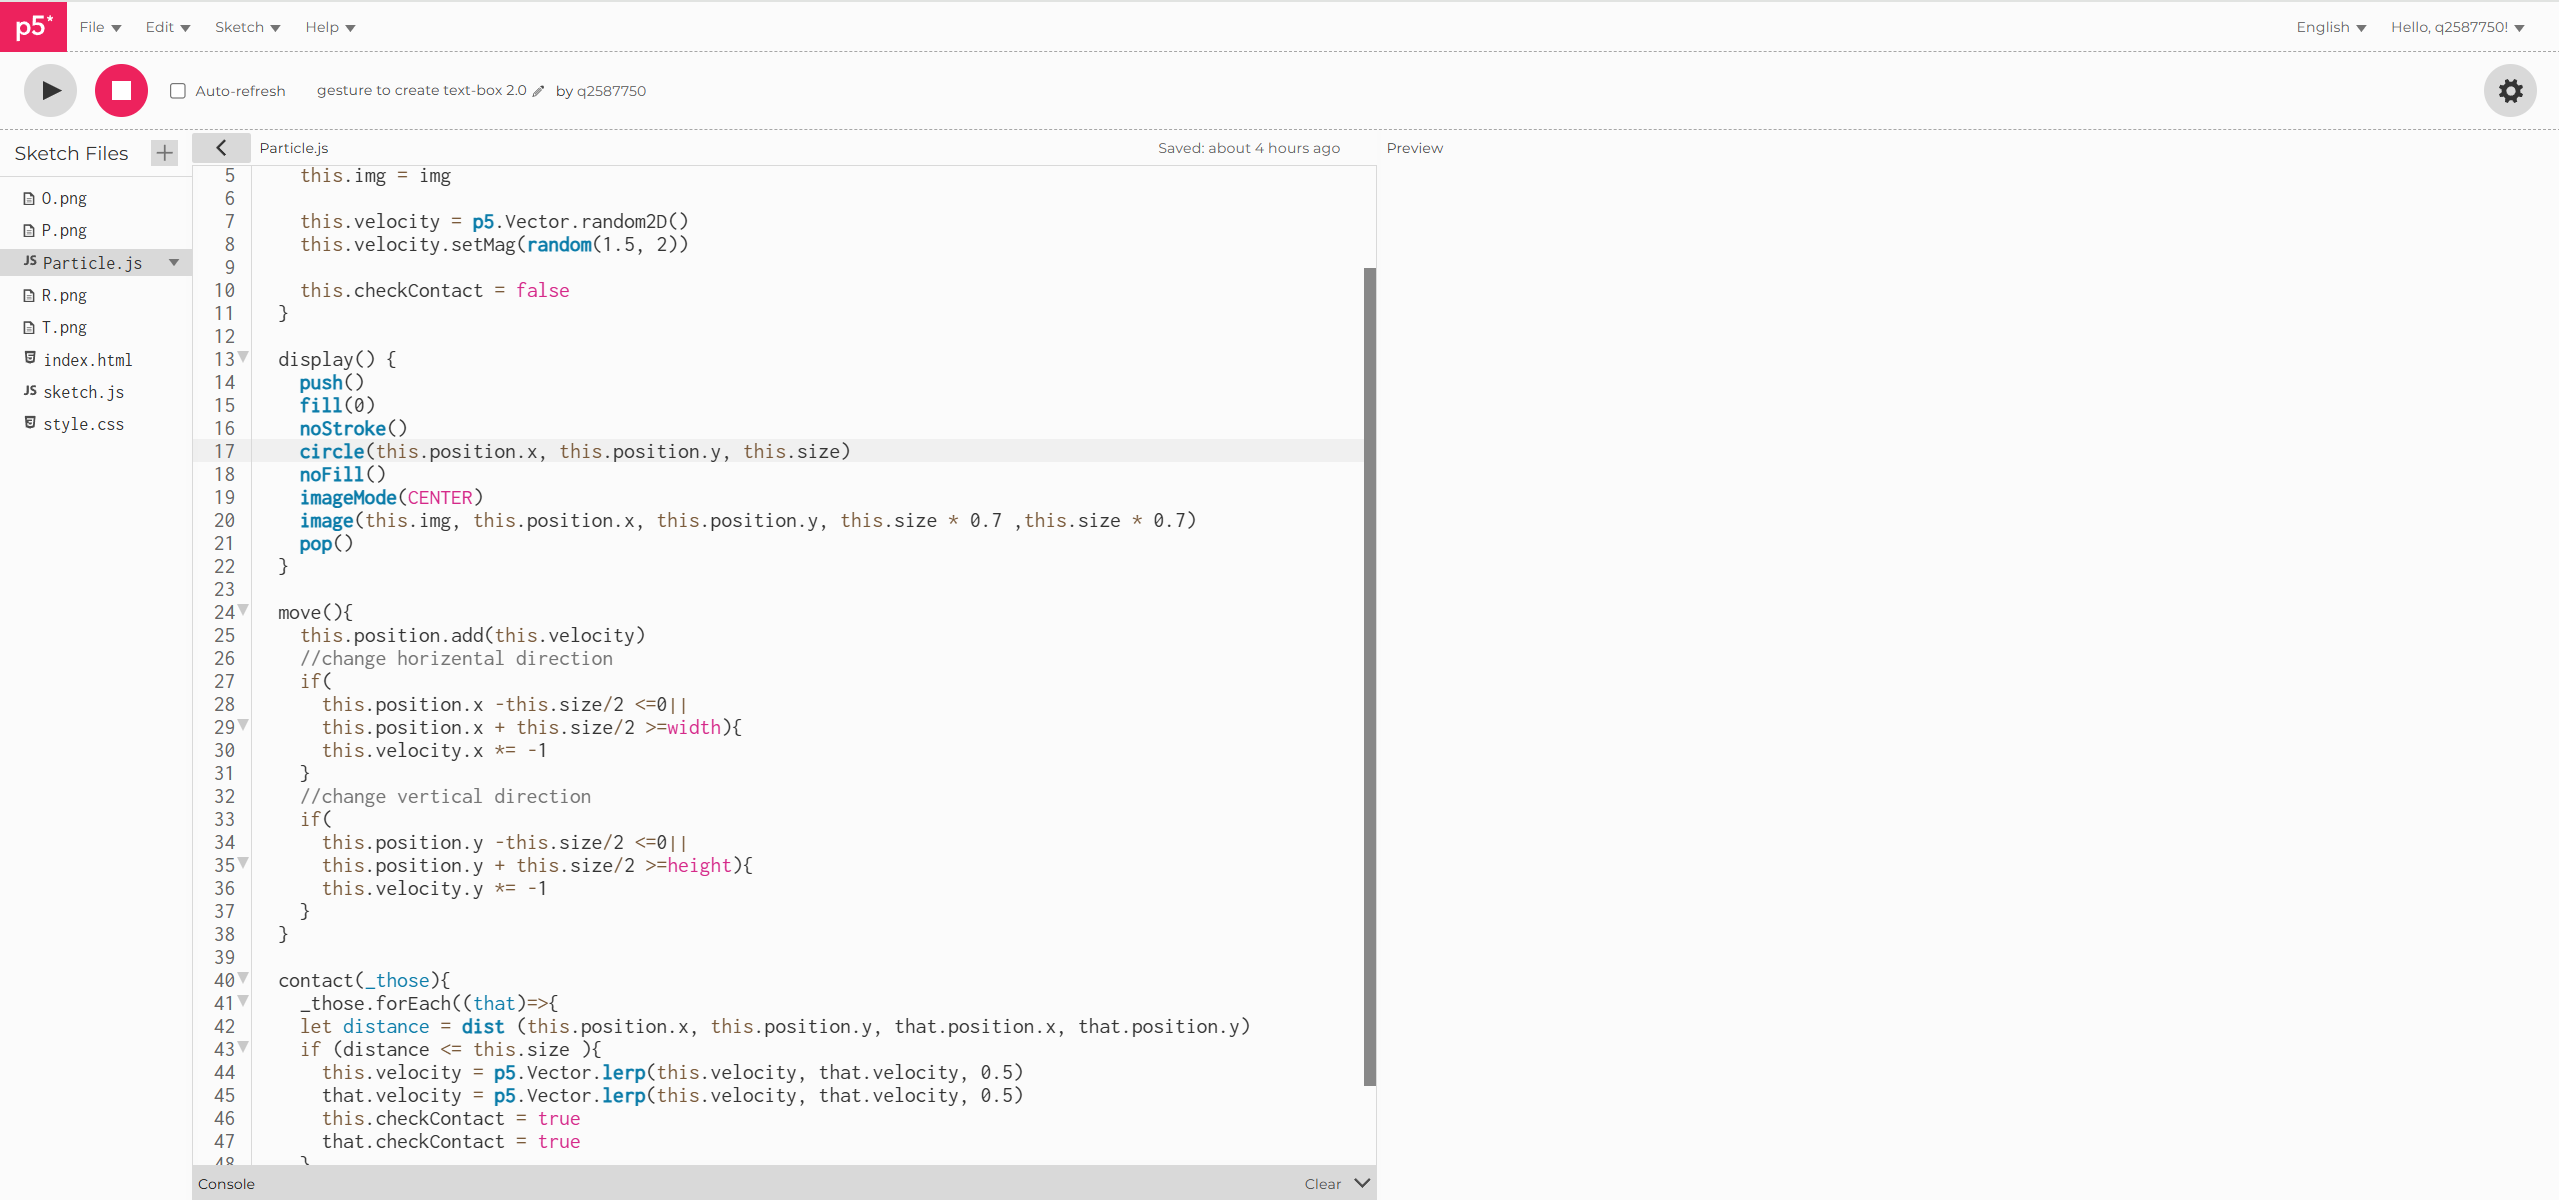 p5* File Edit Sketch Help English Hello, q2587750!
Auto-refresh gesture to create text-box 2.0 by q2587750
Sketch Files
O.png
P.png
JS Particle.js
R.png
T.png
index.html
JS sketch.js
style.css
Particle.js Saved: about 4 hours ago Preview
5 this.img = img
6
7 this.velocity = p5.Vector.random2D()
8 this.velocity.setMag(random(1.5, 2))
9
10 this.checkContact = false
11 }
12
13 display() {
14 push()
15 fill(0)
16 noStroke()
17 circle(this.position.x, this.position.y, this.size)
18 noFill()
19 imageMode(CENTER)
20 image(this.img, this.position.x, this.position.y, this.size * 0.7 ,this.size * 0.7)
21 pop()
22 }
23
24 move(){
25 this.position.add(this.velocity)
26 //change horizental direction
27 if(
28 this.position.x -this.size/2 <=0||
29 this.position.x + this.size/2 >=width){
30 this.velocity.x *= -1
31 }
32 //change vertical direction
33 if(
34 this.position.y -this.size/2 <=0||
35 this.position.y + this.size/2 >=height){
36 this.velocity.y *= -1
37 }
38 }
39
40 contact(_those){
41 _those.forEach((that)=>{
42 let distance = dist (this.position.x, this.position.y, that.position.x, that.position.y)
43 if (distance <= this.size ){
44 this.velocity = p5.Vector.lerp(this.velocity, that.velocity, 0.5)
45 that.velocity = p5.Vector.lerp(this.velocity, that.velocity, 0.5)
46 this.checkContact = true
47 that.checkContact = true
48 }
Console Clear